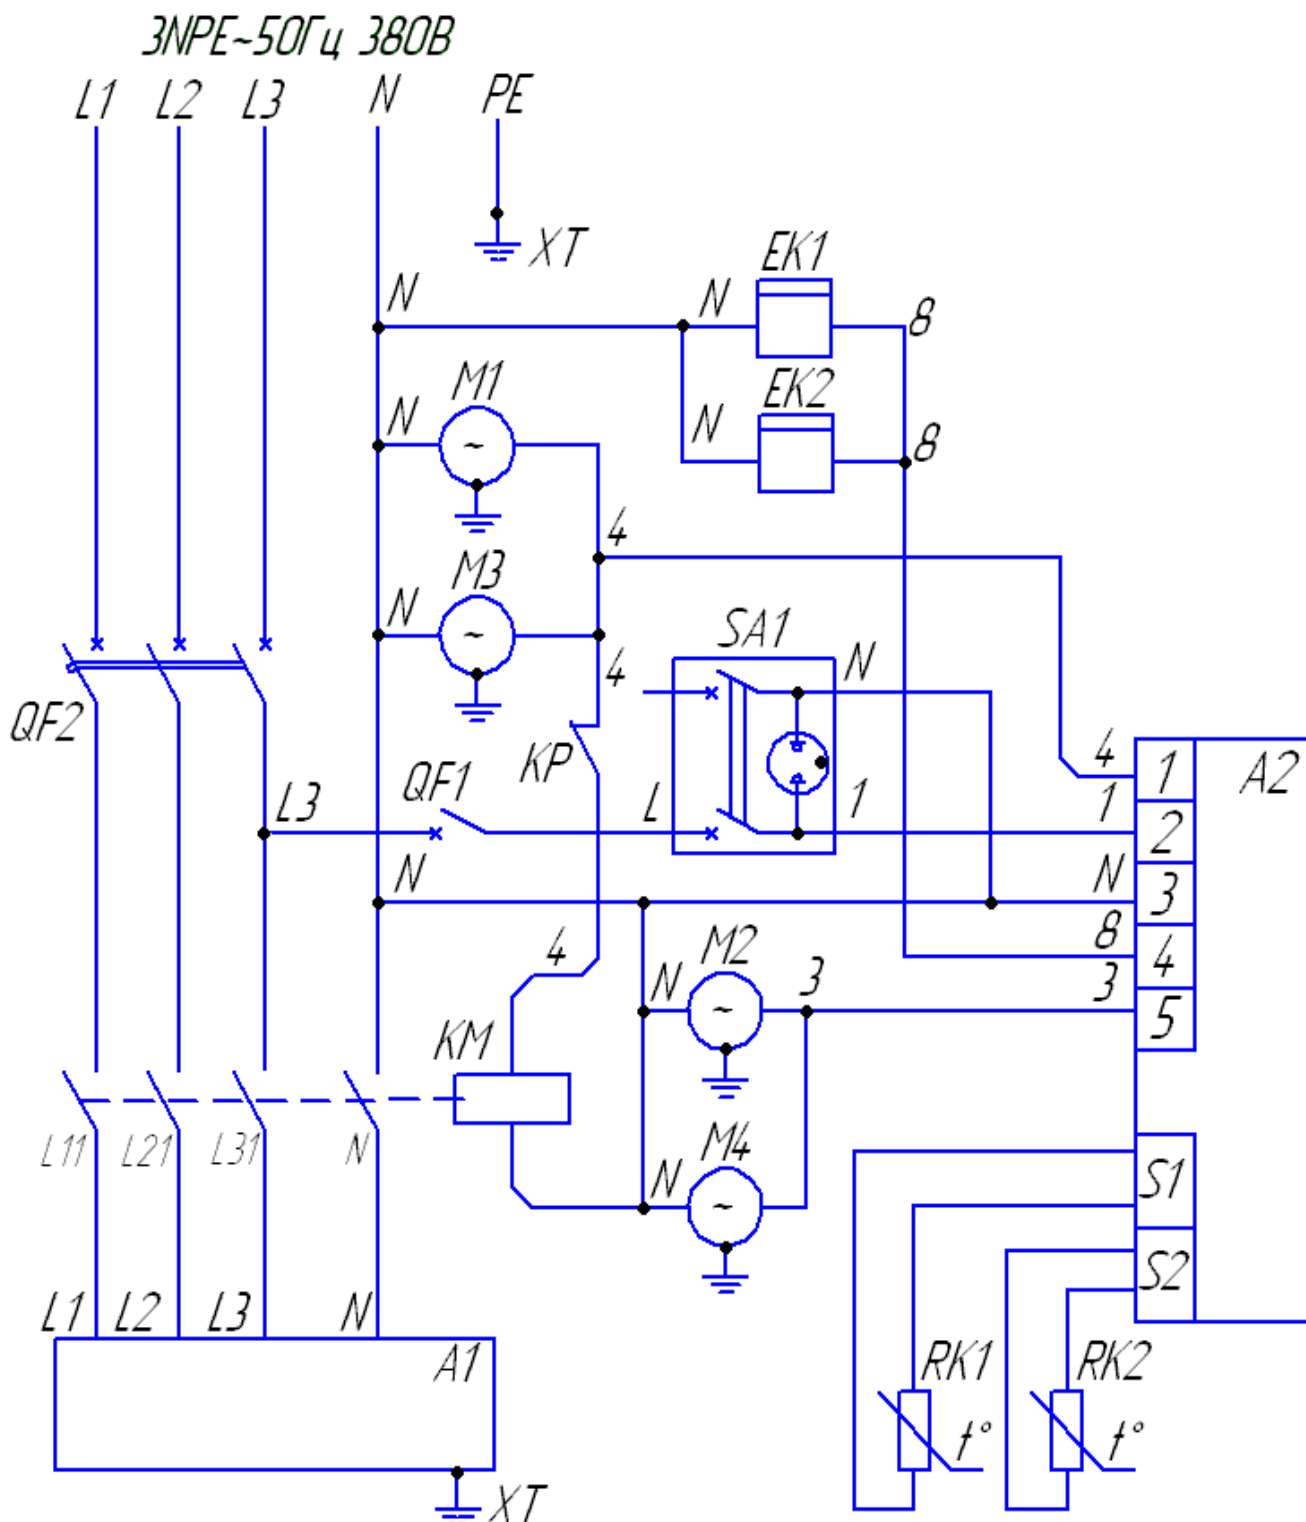 3NPE~50Гц 380В
L1 L2 L3 N PE
XT
EK1
N N 8
M1 EK2
N ~ N 8
4
M3
N ~ SA1
4 N
QF2 KP 4 1 A2
L3 QF1 L 1 1 2
N N 3
4 M2 8 4
N ~ 3 3 5
KM
L11 L21 L31 N M4
N ~ S1
S2
L1 L2 L3 N
A1 RK1 RK2
t° t°
XT